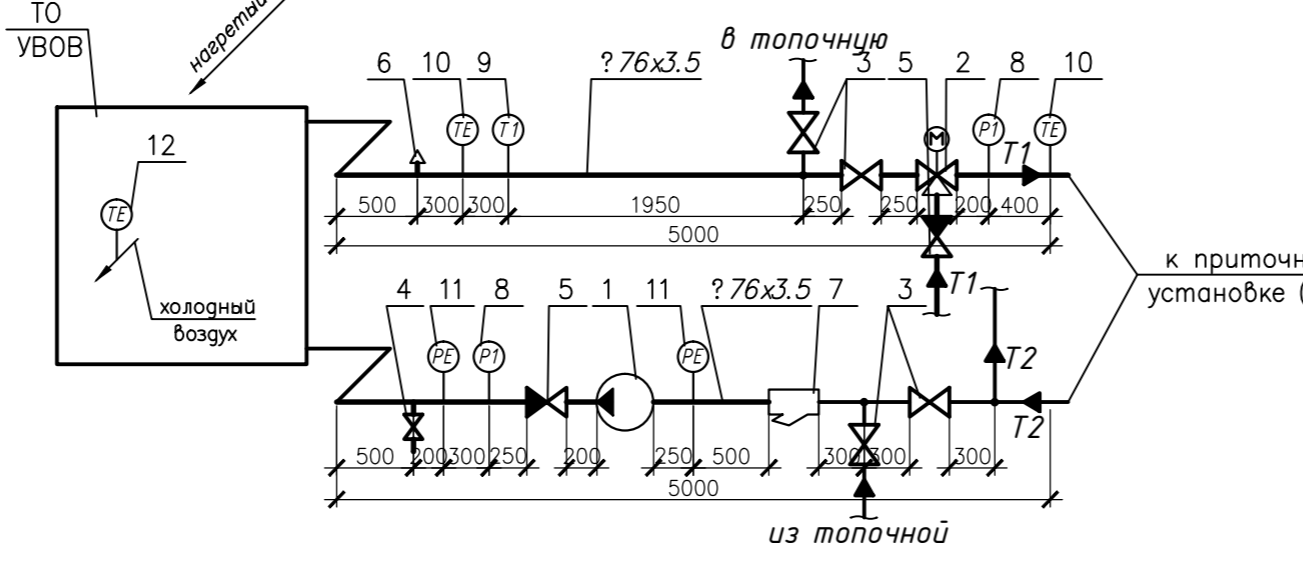 ТО
УВОВ
нагретый
в топочную
6 10 9 ? 76х3.5 3 5 2 8 10
TE T1 M P1 TE
T1
12
TE
500 300 300 1950 250 250 200 400
5000
T1
холодный
воздух
к приточн
установке (
4 11 8 5 1 11 ? 76х3.5 7 3
PE P1 PE
T2
T2
500 200 300 250 200 250 500 300 300 300
5000
из топочной